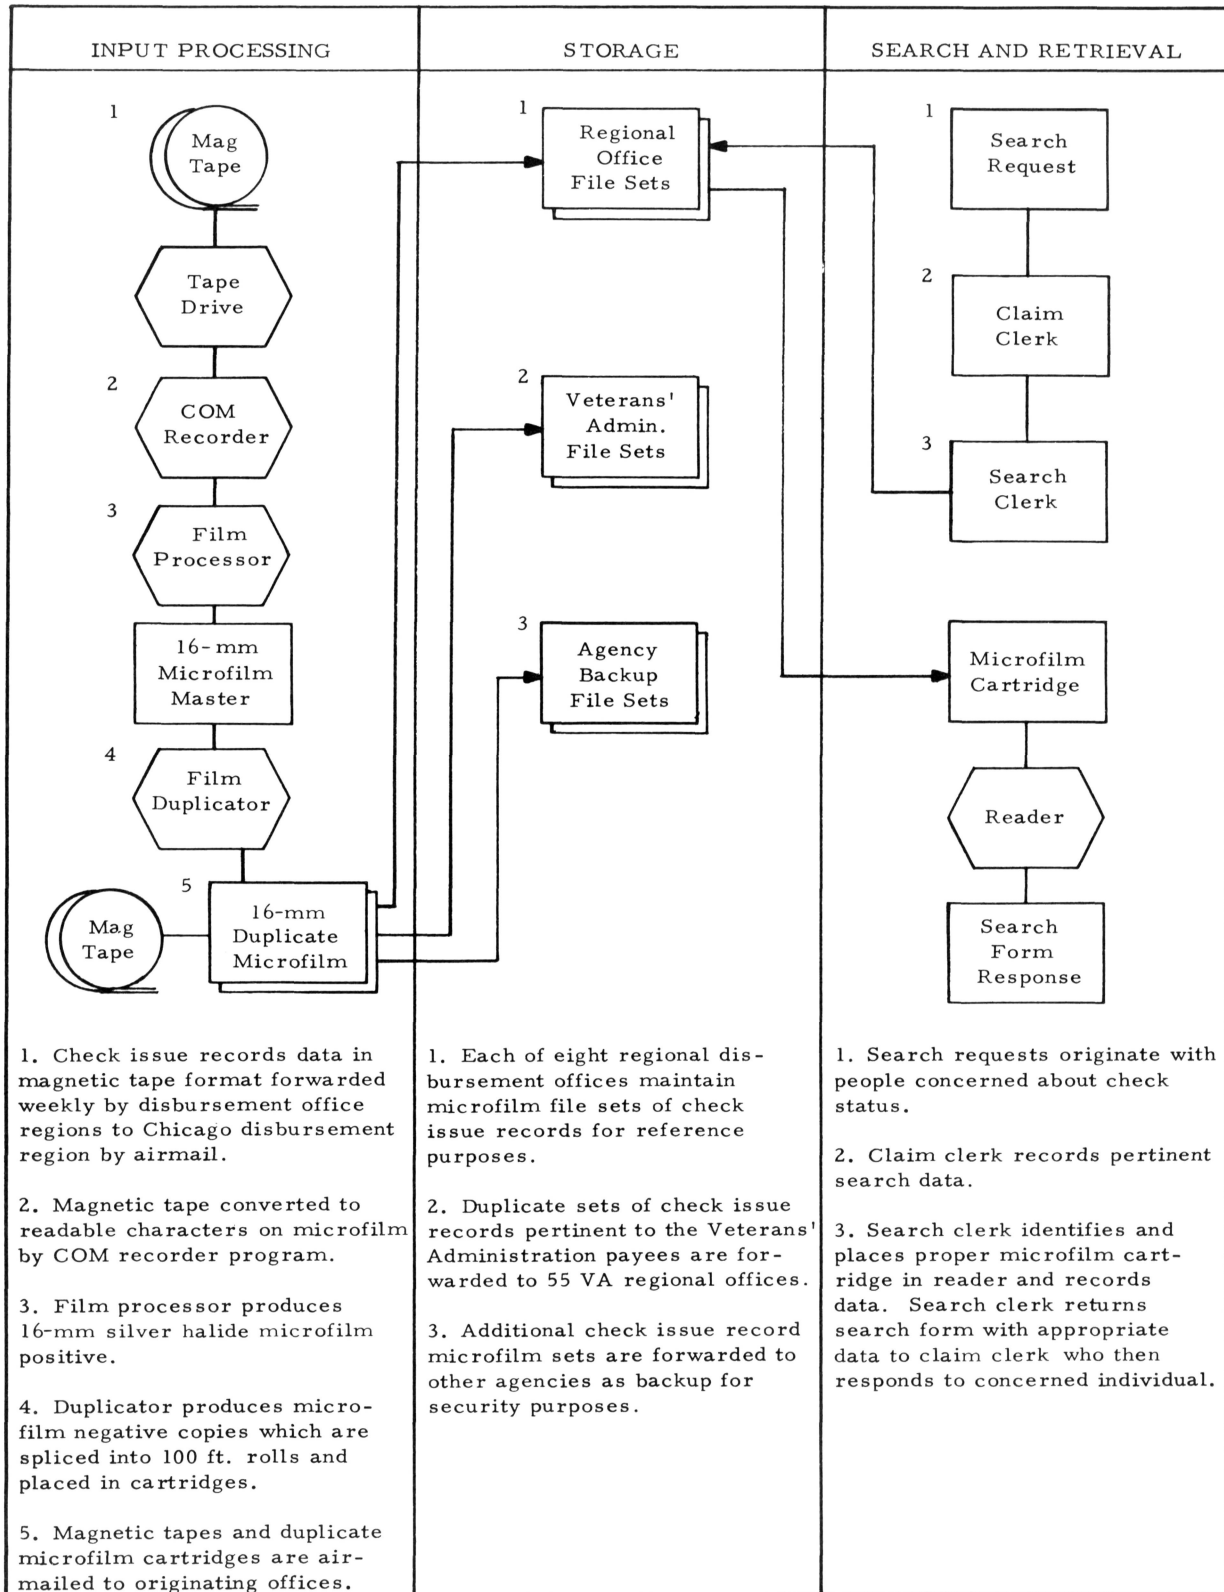 INPUT PROCESSING
1
Mag
Tape
Tape
Drive
2
COM
Recorder
3
Film
Processor
16-mm
Microfilm
Master
4
Film
Duplicator
5
16-mm
Duplicate
Microfilm
Mag
Tape
1. Check issue records data in
magnetic tape format forwarded
weekly by disbursement office
regions to Chicago disbursement
region by airmail.
2. Magnetic tape converted to
readable characters on microfilm
by COM recorder program.
3. Film processor produces
16-mm silver halide microfilm
positive.
4. Duplicator produces micro-
film negative copies which are
spliced into 100 ft. rolls and
placed in cartridges.
5. Magnetic tapes and duplicate
microfilm cartridges are air-
mailed to originating offices.
STORAGE
1
Regional
Office
File Sets
2
Veterans'
Admin.
File Sets
3
Agency
Backup
File Sets
1. Each of eight regional dis-
bursement offices maintain
microfilm file sets of check
issue records for reference
purposes.
2. Duplicate sets of check issue
records pertinent to the Veterans'
Administration payees are for-
warded to 55 VA regional offices.
3. Additional check issue record
microfilm sets are forwarded to
other agencies as backup for
security purposes.
SEARCH AND RETRIEVAL
1
Search
Request
2
Claim
Clerk
3
Search
Clerk
Microfilm
Cartridge
Reader
Search
Form
Response
1. Search requests originate with
people concerned about check
status.
2. Claim clerk records pertinent
search data.
3. Search clerk identifies and
places proper microfilm cart-
ridge in reader and records
data. Search clerk returns
search form with appropriate
data to claim clerk who then
responds to concerned individual.